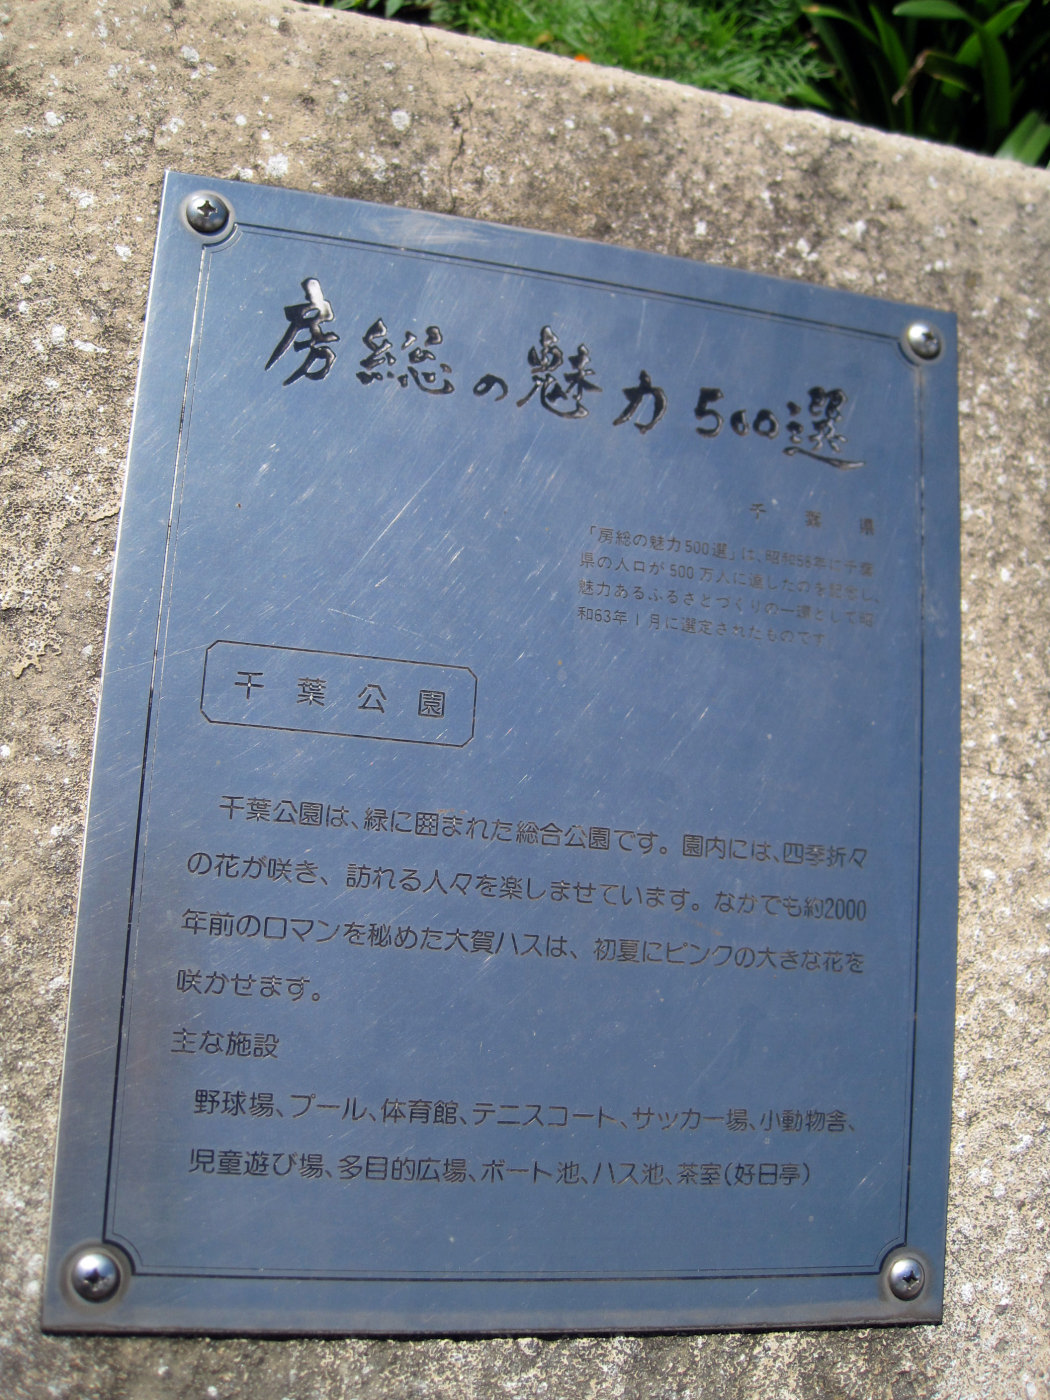 房総の魅力500選
千葉県
「房総の魅力500選」は、昭和58年に千葉
県の人口が500万人に達したのを記念し、
魅力あるふるさとづくりの一環として昭
和63年1月に選定されたものです。
千葉公園
千葉公園は、緑に囲まれた総合公園です。園内には、四季折々
の花が咲き、訪れる人々を楽しませています。なかでも約2000
年前のロマンを秘めた大賀ハスは、初夏にピンクの大きな花を
咲かせます。
主な施設
野球場、プール、体育館、テニスコート、サッカー場、小動物舎、
児童遊び場、多目的広場、ボート池、ハス池、茶室(好日亭)